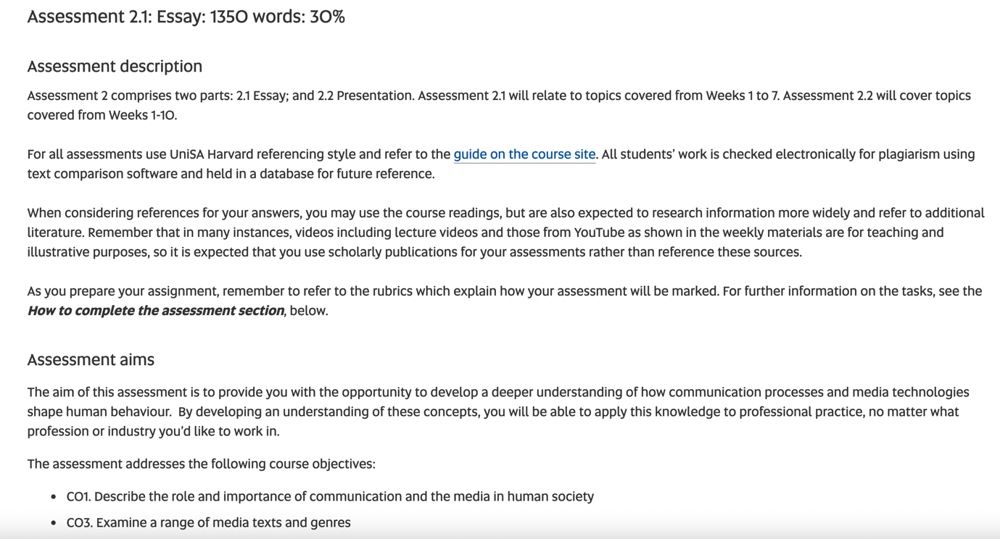 Assessment 2.1: Essay: 1350 words: 30%
Assessment description
Assessment 2 comprises two parts: 2.1 Essay; and 2.2 Presentation. Assessment 2.1 will relate to topics covered from Weeks 1 to 7. Assessment 2.2 will cover topics
covered from Weeks 1-10.
For all assessments use UniSA Harvard referencing style and refer to the guide on the course site. All students’ work is checked electronically for plagiarism using
text comparison software and held in a database for future reference.
When considering references for your answers, you may use the course readings, but are also expected to research information more widely and refer to additional
literature. Remember that in many instances, videos including lecture videos and those from YouTube as shown in the weekly materials are for teaching and
illustrative purposes, so it is expected that you use scholarly publications for your assessments rather than reference these sources.
As you prepare your assignment, remember to refer to the rubrics which explain how your assessment will be marked. For further information on the tasks, see the
How to complete the assessment section, below.
Assessment aims
The aim of this assessment is to provide you with the opportunity to develop a deeper understanding of how communication processes and media technologies
shape human behaviour.  By developing an understanding of these concepts, you will be able to apply this knowledge to professional practice, no matter what
profession or industry you’d like to work in.
The assessment addresses the following course objectives:
• CO1. Describe the role and importance of communication and the media in human society
• CO3. Examine a range of media texts and genres